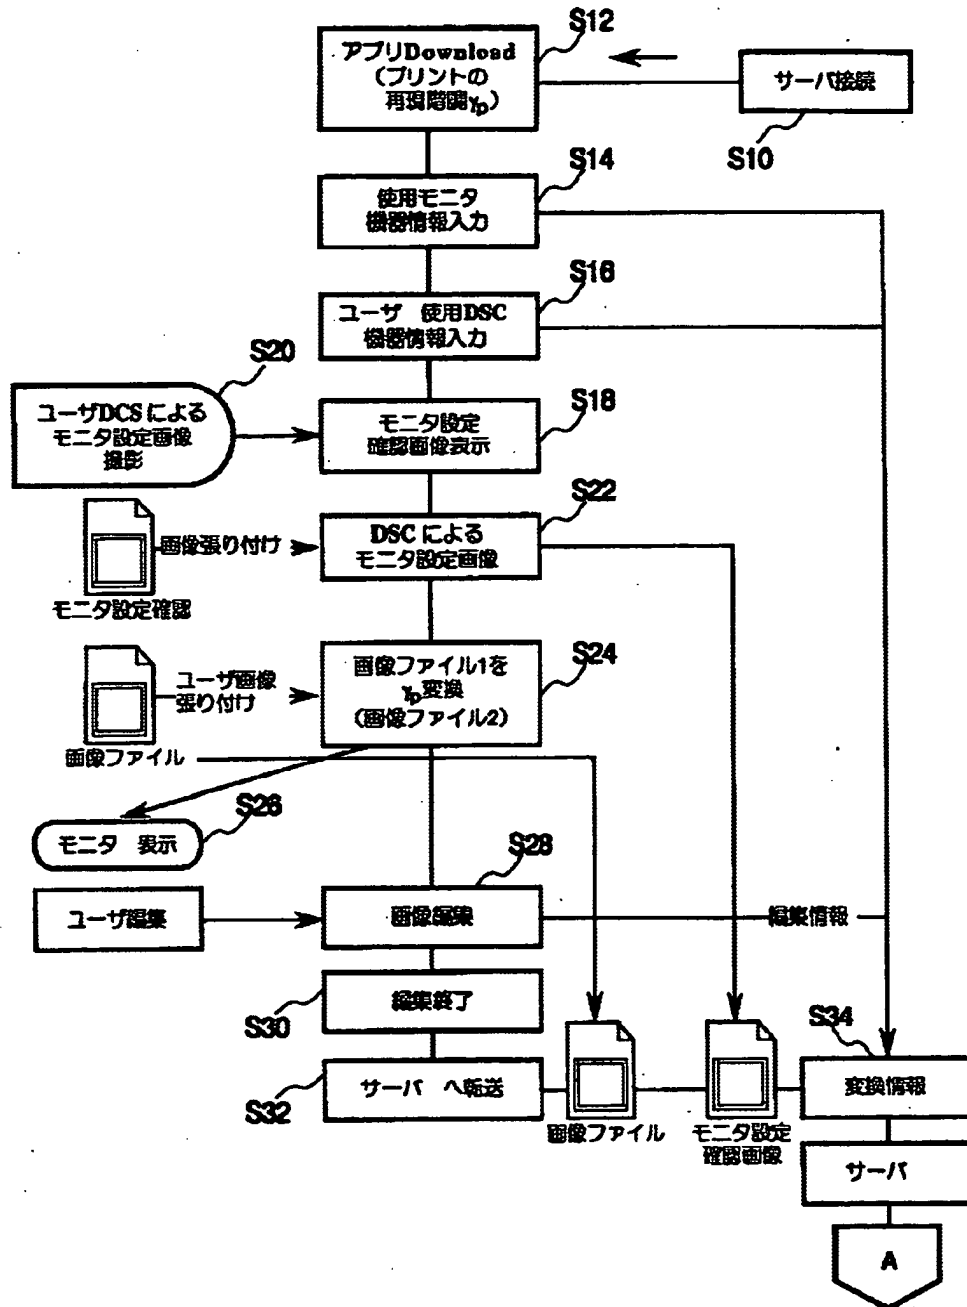 S12
アプリDownload
(プリントの
再現階調γp)
サーバ接続
S10
S14
使用モニタ
機器情報入力
S16
ユーザ 使用DSC
機器情報入力
S20
ユーザDCSによる
モニタ設定画像
撮影
S18
モニタ設定
確認画像表示
S22
画像張り付け
DSCによる
モニタ設定画像
モニタ設定確認
S24
ユーザ画像
張り付け
画像ファイル1を
γp変換
(画像ファイル2)
画像ファイル
S26
モニタ 表示
S28
ユーザ編集
画像編集
編集情報
S30
編集終了
S34
S32
サーバ へ転送
変換情報
画像ファイル
モニタ設定
確認画像
サーバ
A